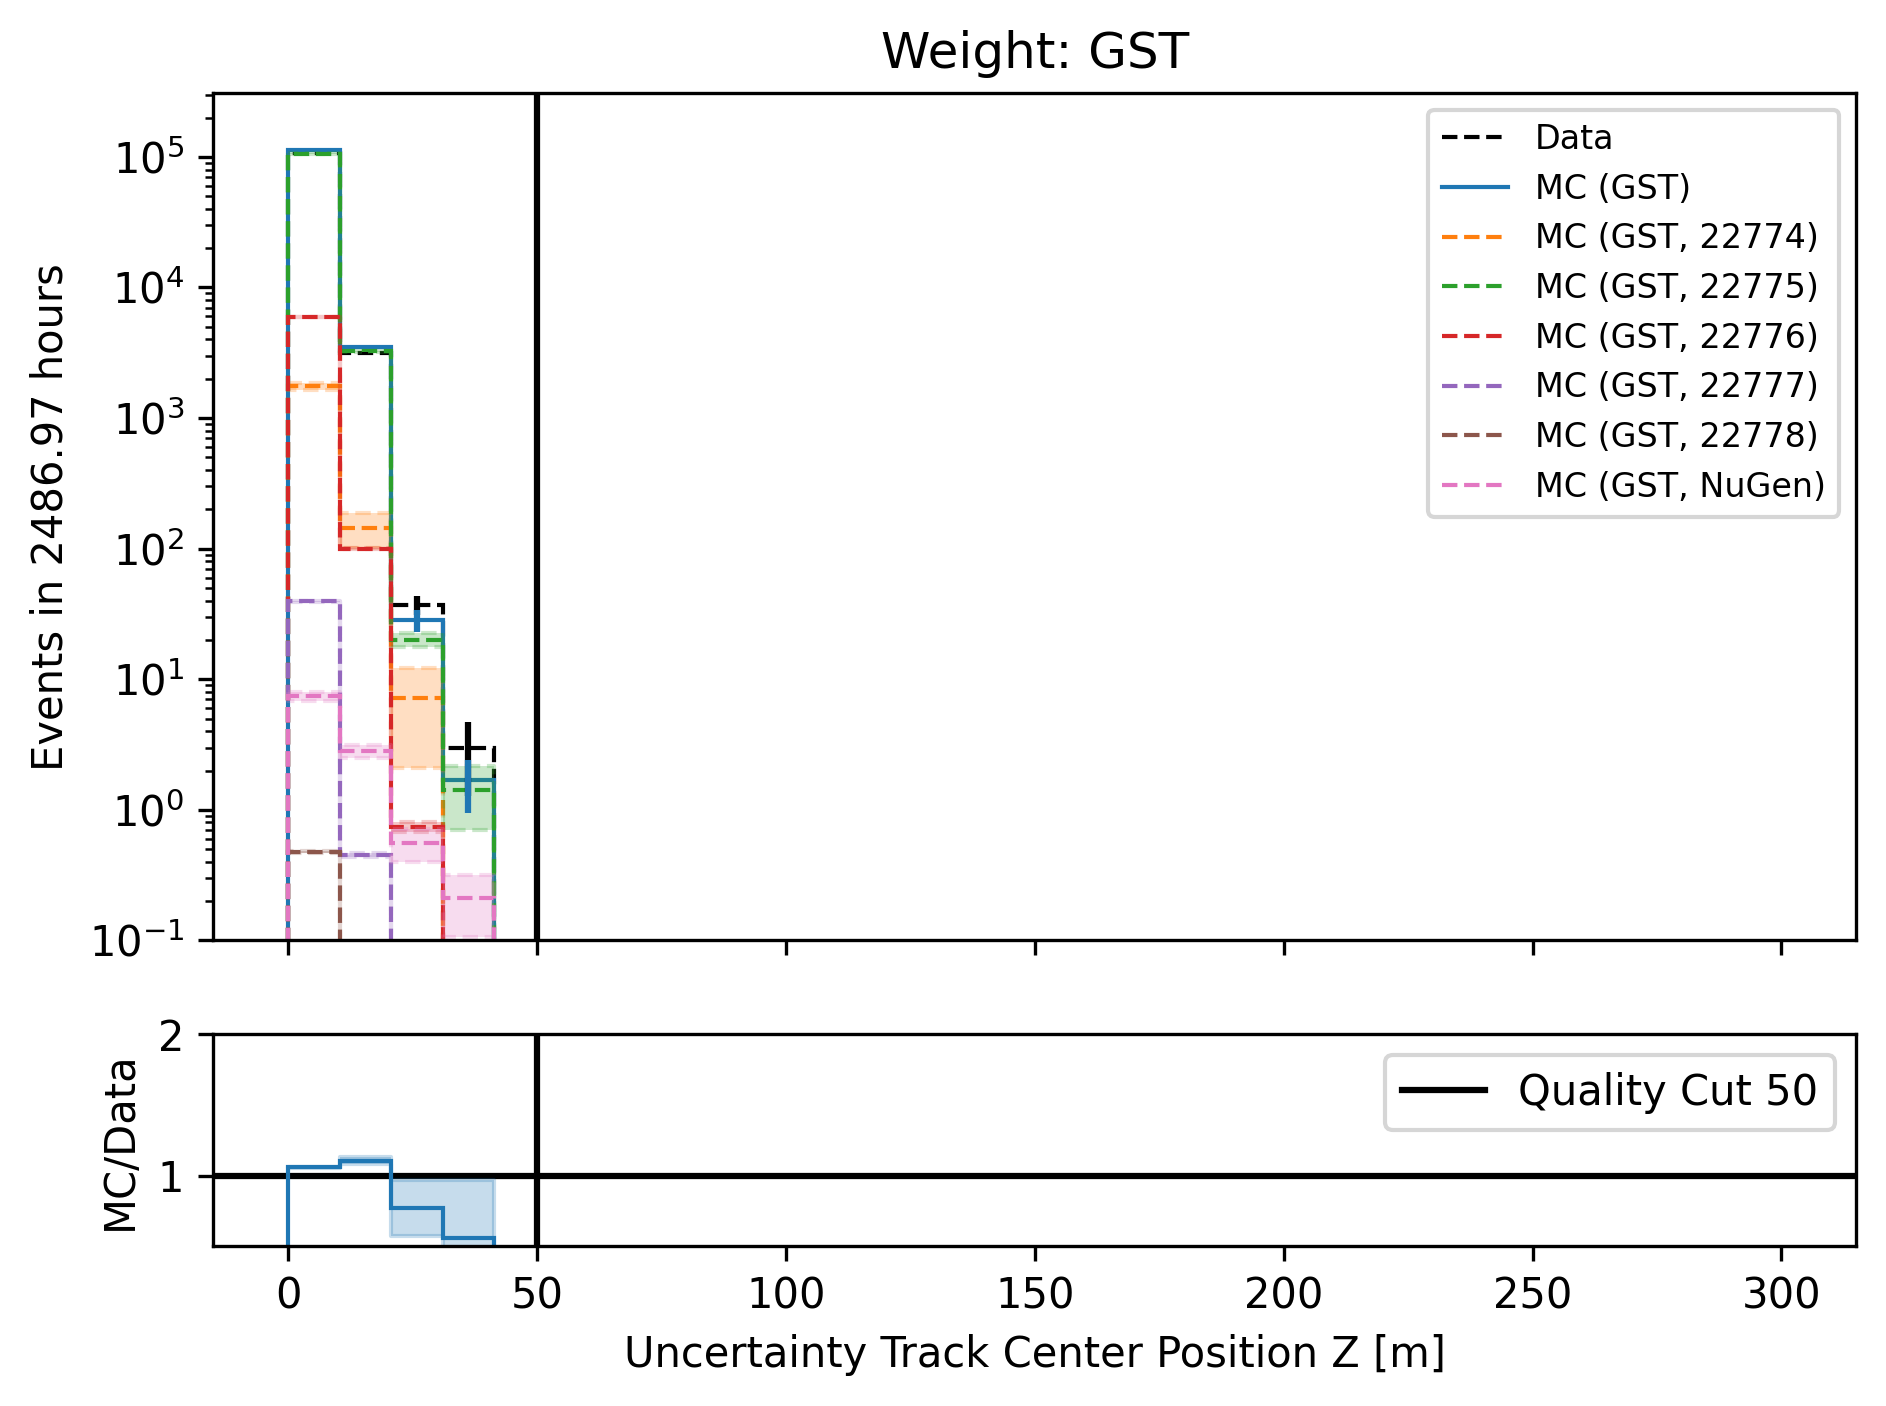 Weight: GST
Events in 2486.97 hours
10⁵
10⁴
10³
10²
10¹
10⁰
10⁻¹
Data
MC (GST)
MC (GST, 22774)
MC (GST, 22775)
MC (GST, 22776)
MC (GST, 22777)
MC (GST, 22778)
MC (GST, NuGen)
MC/Data
2
1
Quality Cut 50
0 50 100 150 200 250 300
Uncertainty Track Center Position Z [m]